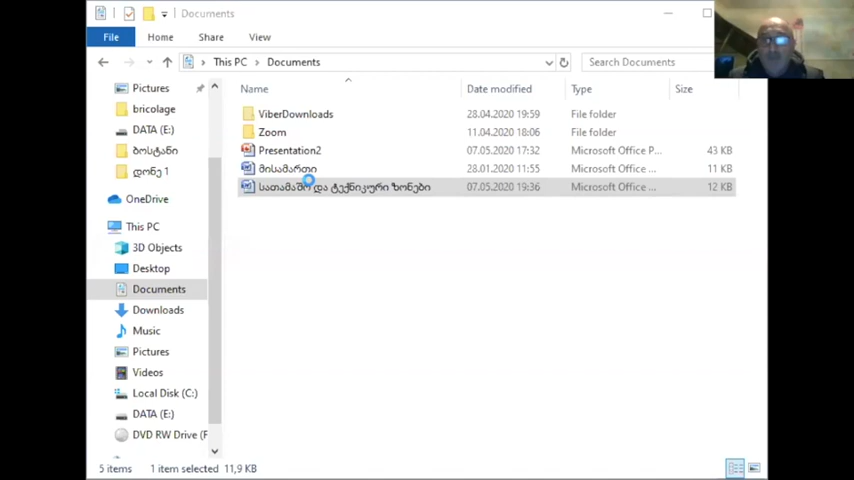 Documents
File Home Share View
This PC > Documents
Search Documents
Name Date modified Type Size
ViberDownloads 28.04.2020 19:59 File folder
Zoom 11.04.2020 18:06 File folder
Presentation2 07.05.2020 17:32 Microsoft Office P... 43 KB
მისამართი 28.01.2020 11:55 Microsoft Office ... 11 KB
სათამაშო და ტექნიკური ზონები 07.05.2020 19:36 Microsoft Office ... 12 KB
Pictures
bricolage
DATA (E:)
ბოსტანი
დონე 1
OneDrive
This PC
3D Objects
Desktop
Documents
Downloads
Music
Pictures
Videos
Local Disk (C:)
DATA (E:)
DVD RW Drive (F
5 items 1 item selected 11,9 KB